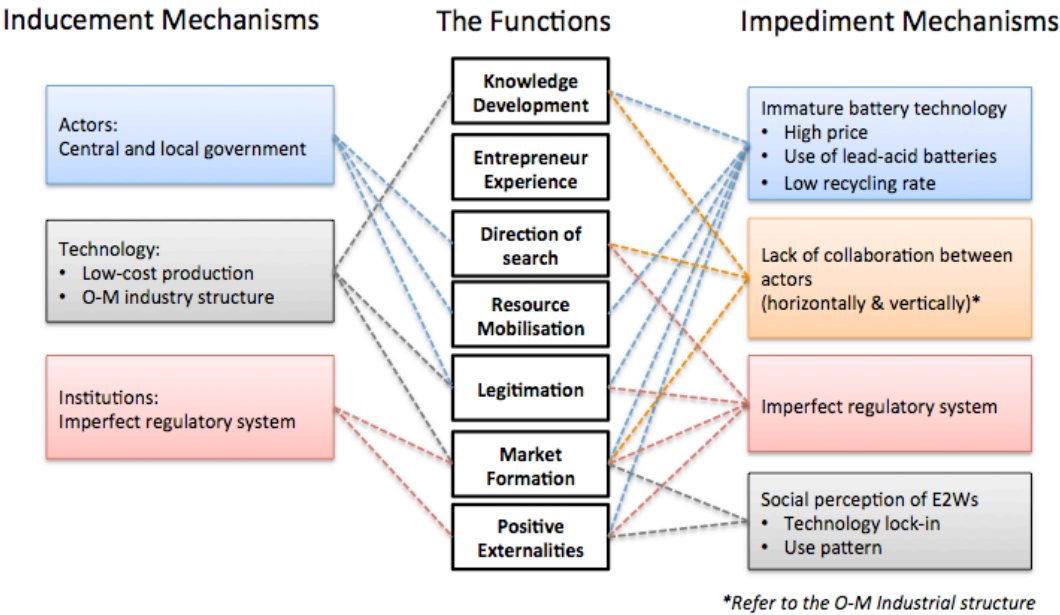 Inducement Mechanisms
The Functions
Impediment Mechanisms
Actors:
Central and local government
Technology:
• Low-cost production
• O-M industry structure
Institutions:
Imperfect regulatory system
Knowledge
Development
Entrepreneur
Experience
Direction of
search
Resource
Mobilisation
Legitimation
Market
Formation
Positive
Externalities
Immature battery technology
• High price
• Use of lead-acid batteries
• Low recycling rate
Lack of collaboration between
actors
(horizontally & vertically)*
Imperfect regulatory system
Social perception of E2Ws
• Technology lock-in
• Use pattern
*Refer to the O-M Industrial structure